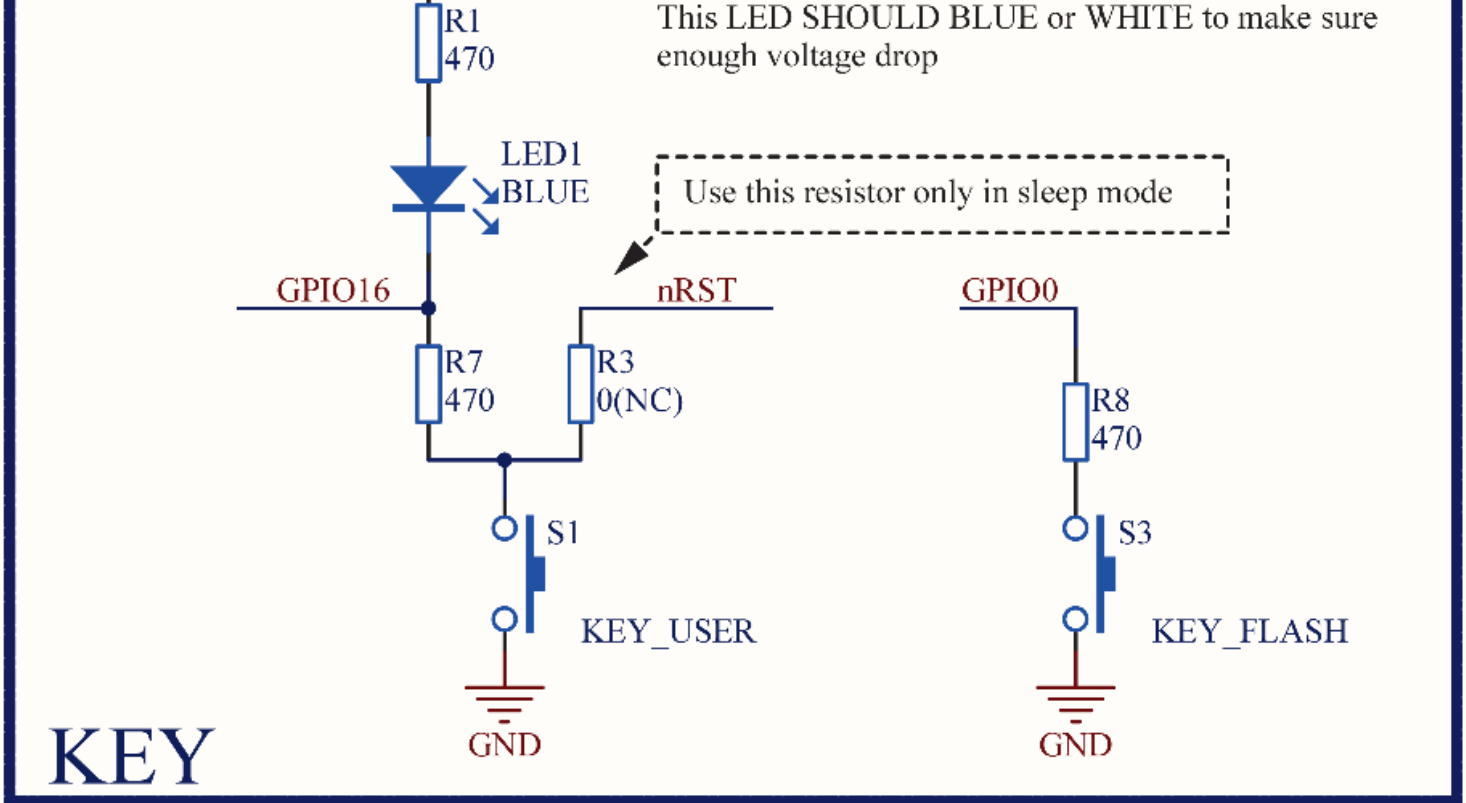 R1
470
This LED SHOULD BLUE or WHITE to make sure
enough voltage drop
LED1
BLUE
Use this resistor only in sleep mode
GPIO16
nRST
GPIO0
R7
470
R3
0(NC)
R8
470
S1
S3
KEY_USER
KEY_FLASH
GND
GND
KEY